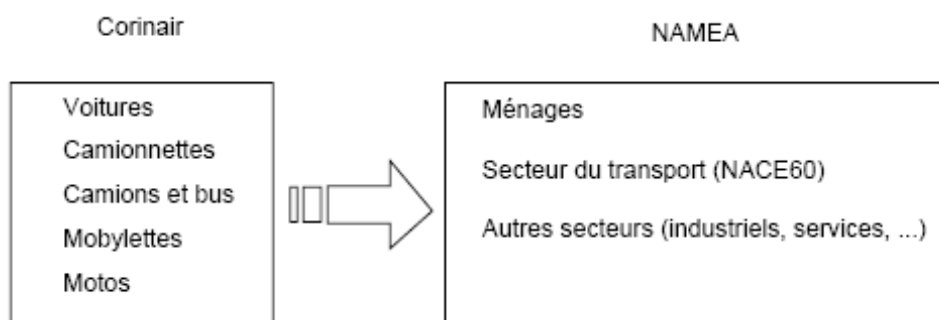 Corinair
NAMEA
Voitures
Camionnettes
Camions et bus
Mobylettes
Motos
Ménages
Secteur du transport (NACE60)
Autres secteurs (industriels, services, ...)